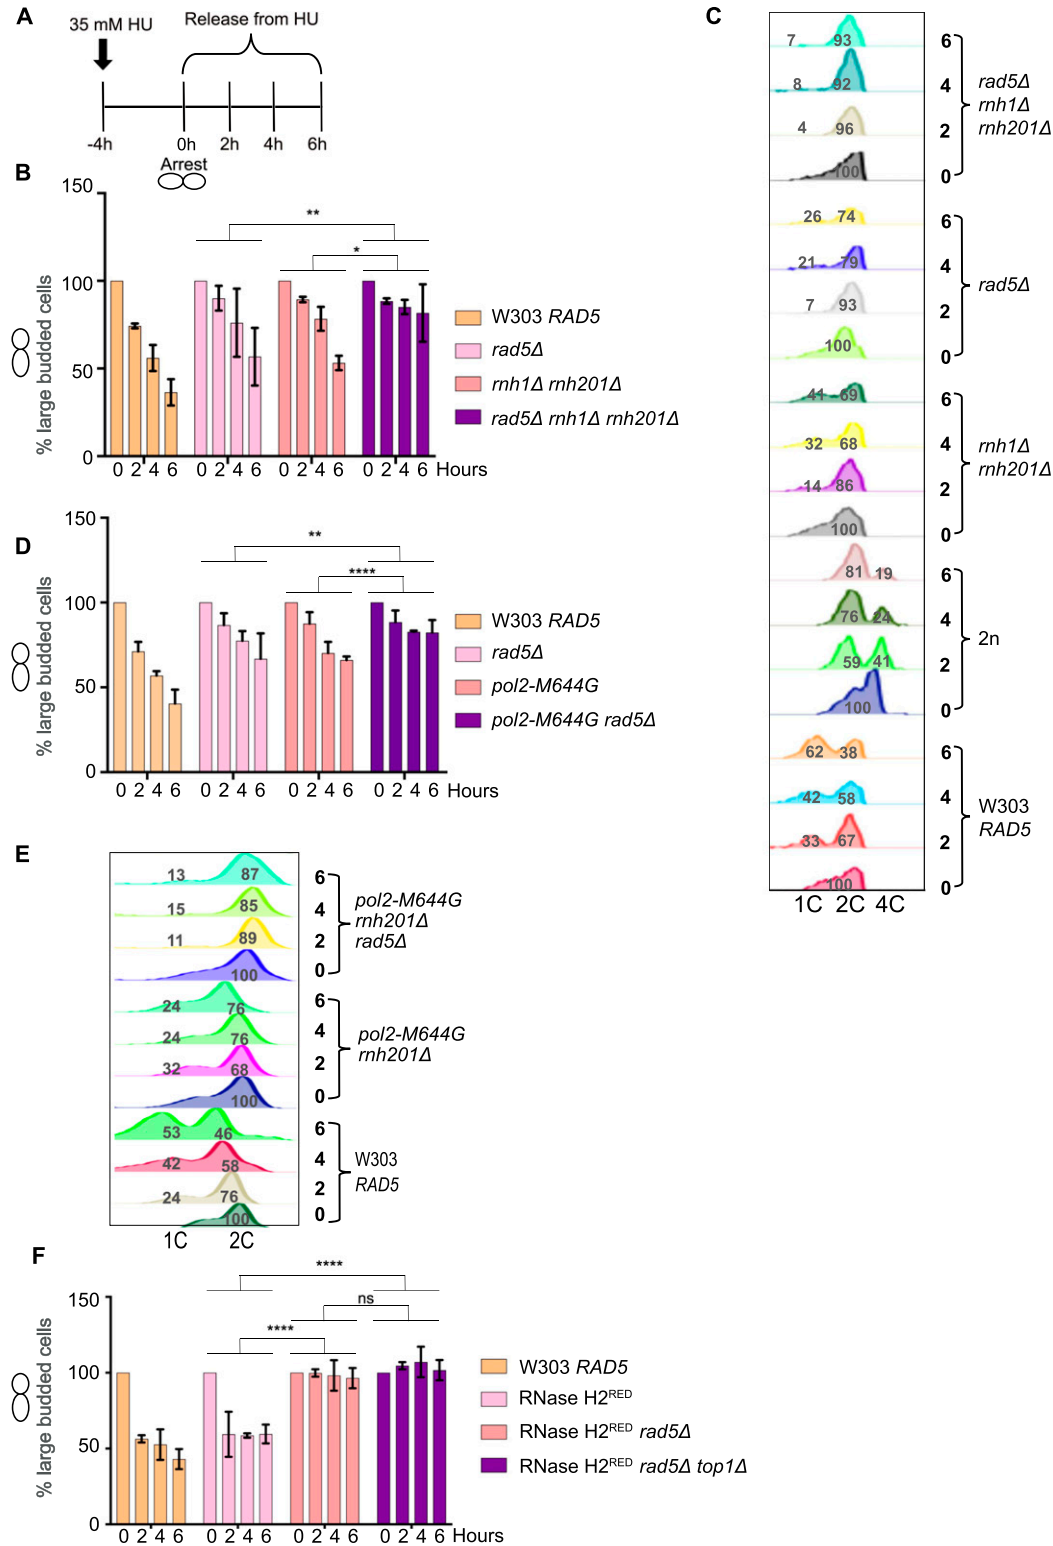 A
35 mM HU
Release from HU
-4h 0h 2h 4h 6h
Arrest
B
% large budded cells
150
100
50
0
** 
*
0 2 4 6 0 2 4 6 0 2 4 6 0 2 4 6 Hours
W303 RAD5
rad5Δ
rnh1Δ rnh201Δ
rad5Δ rnh1Δ rnh201Δ
C
7 93 6
8 92 4
4 96 2
100 0
rad5Δ
rnh1Δ
rnh201Δ
26 74 6
21 79 4
7 93 2
100 0
rad5Δ
41 69 6
32 68 4
14 86 2
100 0
rnh1Δ
rnh201Δ
81 19 6
76 24 4
59 41 2
100 0
2n
62 38 6
42 58 4
33 67 2
100 0
W303
RAD5
1C 2C 4C
D
% large budded cells
150
100
50
0
**
****
0 2 4 6 0 2 4 6 0 2 4 6 0 2 4 6 Hours
W303 RAD5
rad5Δ
pol2-M644G
pol2-M644G rad5Δ
E
13 87 6
15 85 4
11 89 2
100 0
pol2-M644G
rnh201Δ
rad5Δ
24 76 6
24 76 4
32 68 2
100 0
pol2-M644G
rnh201Δ
53 46 6
42 58 4
24 76 2
100 0
W303
RAD5
1C 2C
F
% large budded cells
150
100
50
0
****
ns
****
0 2 4 6 0 2 4 6 0 2 4 6 0 2 4 6 Hours
W303 RAD5
RNase H2RED
RNase H2RED rad5Δ
RNase H2RED rad5Δ top1Δ